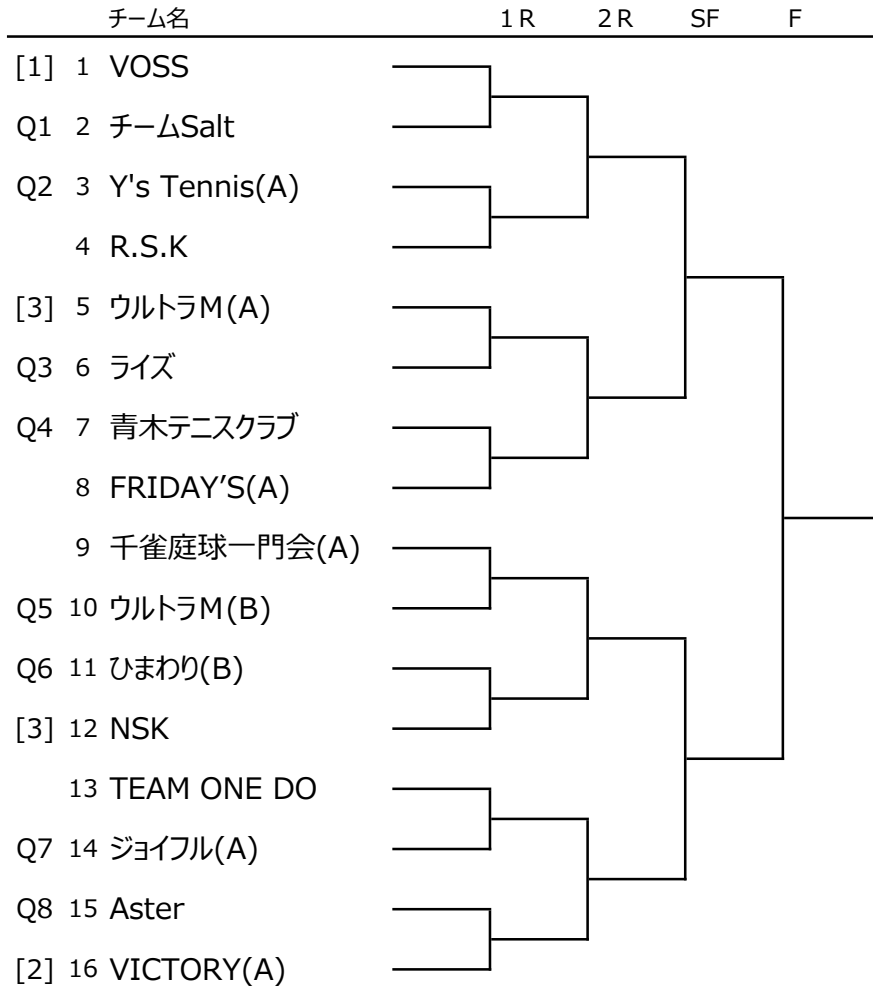 チーム名 1R 2R SF F
[1] 1 VOSS
Q1 2 チームSalt
Q2 3 Y's Tennis(A)
4 R.S.K
[3] 5 ウルトラM(A)
Q3 6 ライズ
Q4 7 青木テニスクラブ
8 FRIDAY’S(A)
9 千雀庭球一門会(A)
Q5 10 ウルトラM(B)
Q6 11 ひまわり(B)
[3] 12 NSK
13 TEAM ONE DO
Q7 14 ジョイフル(A)
Q8 15 Aster
[2] 16 VICTORY(A)